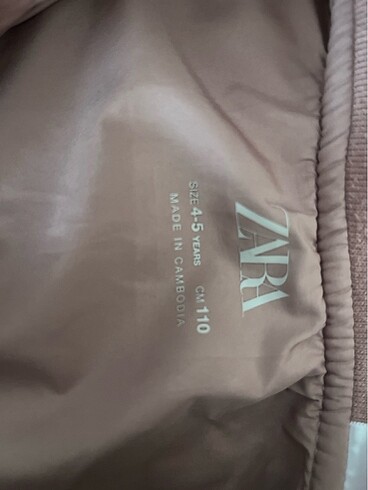 ZARA
SIZE 4-5 YEARS CM 110
MADE IN CAMBODIA